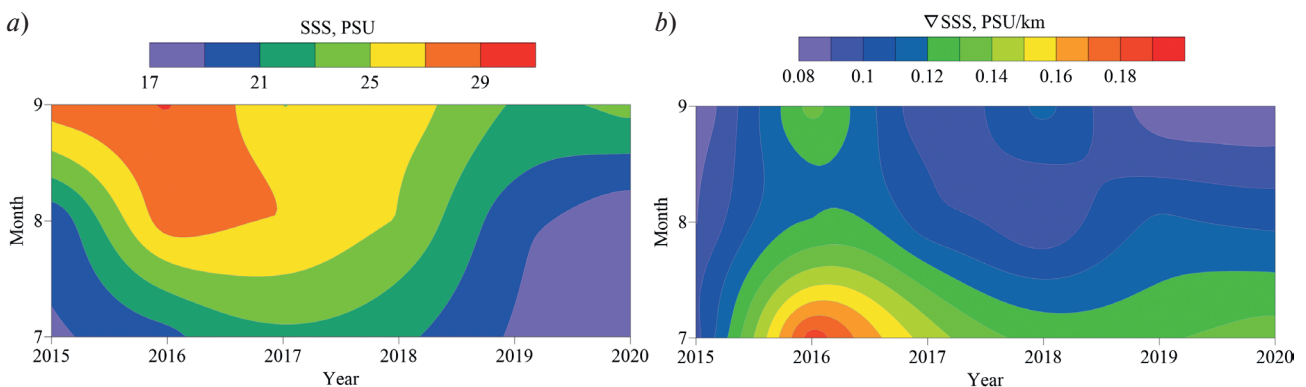 a)
SSS, PSU
17 21 25 29
9
8
7
Month
2015 2016 2017 2018 2019 2020
Year
b)
∇ SSS, PSU/km
0.08 0.1 0.12 0.14 0.16 0.18
9
8
7
Month
2015 2016 2017 2018 2019 2020
Year